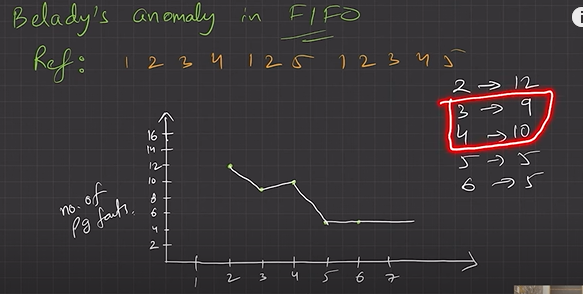 Belady's anomaly in FIFO
Ref: 1 2 3 4 1 2 5 1 2 3 4 5
2 → 12
3 → 9
4 → 10
5 → 5
6 → 5
16
14
12
10
8
6
4
2
no. of
pg faults.
1 2 3 4 5 6 7
i